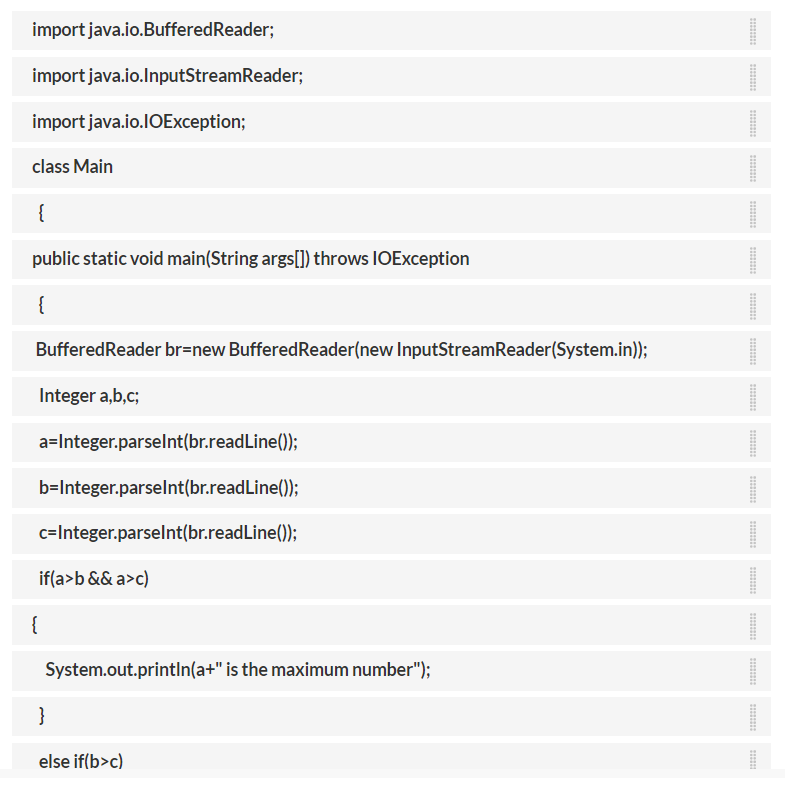 import java.io.BufferedReader;
import java.io.InputStreamReader;
import java.io.IOException;
class Main
{
public static void main(String args[]) throws IOException
{
BufferedReader br=new BufferedReader(new InputStreamReader(System.in));
Integer a,b,c;
a=Integer.parseInt(br.readLine());
b=Integer.parseInt(br.readLine());
c=Integer.parseInt(br.readLine());
if(a>b && a>c)
{
System.out.println(a+" is the maximum number");
}
else if(b>c)